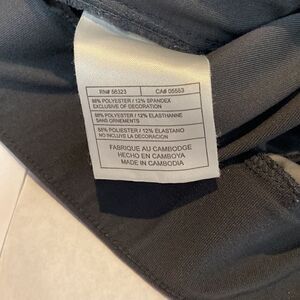 RN# 56323 CA# 05553
88% POLYESTER / 12% SPANDEX
EXCLUSIVE OF DECORATION
88% POLYESTER / 12% ELASTHANNE
SANS ORNEMENTS
88% POLIESTER / 12% ELASTANO
NO INCLUYE LA DECORACION
FABRIQUE AU CAMBODGE
HECHO EN CAMBOYA
MADE IN CAMBODIA